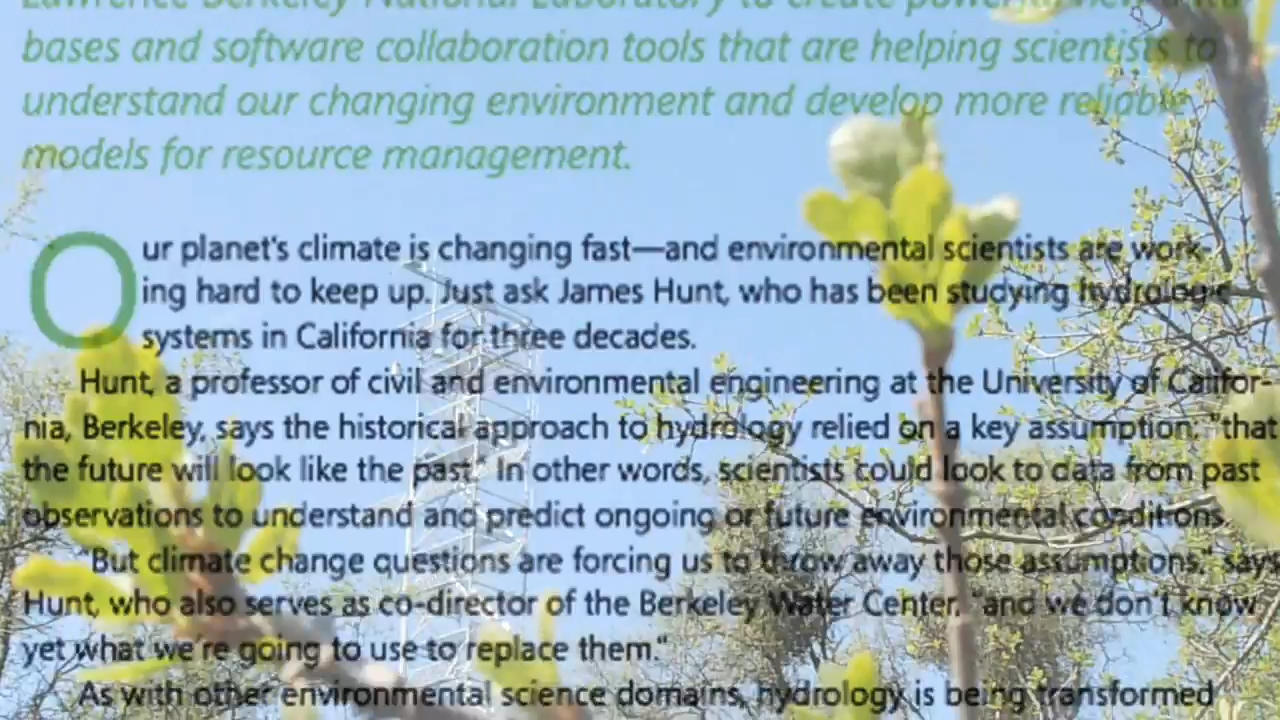 Lawrence Berkeley National Laboratory to create
bases and software collaboration tools that are helping scientists to
understand our changing environment and develop more reliable
models for resource management.
Our planet's climate is changing fast—and environmental scientists are work-
ing hard to keep up. Just ask James Hunt, who has been studying hydrologic
systems in California for three decades.
Hunt, a professor of civil and environmental engineering at the University of Califor-
nia, Berkeley, says the historical approach to hydrology relied on a key assumption: "that
the future will look like the past." In other words, scientists could look to data from past
observations to understand and predict ongoing or future environmental conditions.
"But climate change questions are forcing us to throw away those assumptions," says
Hunt, who also serves as co-director of the Berkeley Water Center, "and we don't know
yet what we're going to use to replace them."
As with other environmental science domains, hydrology is being transformed